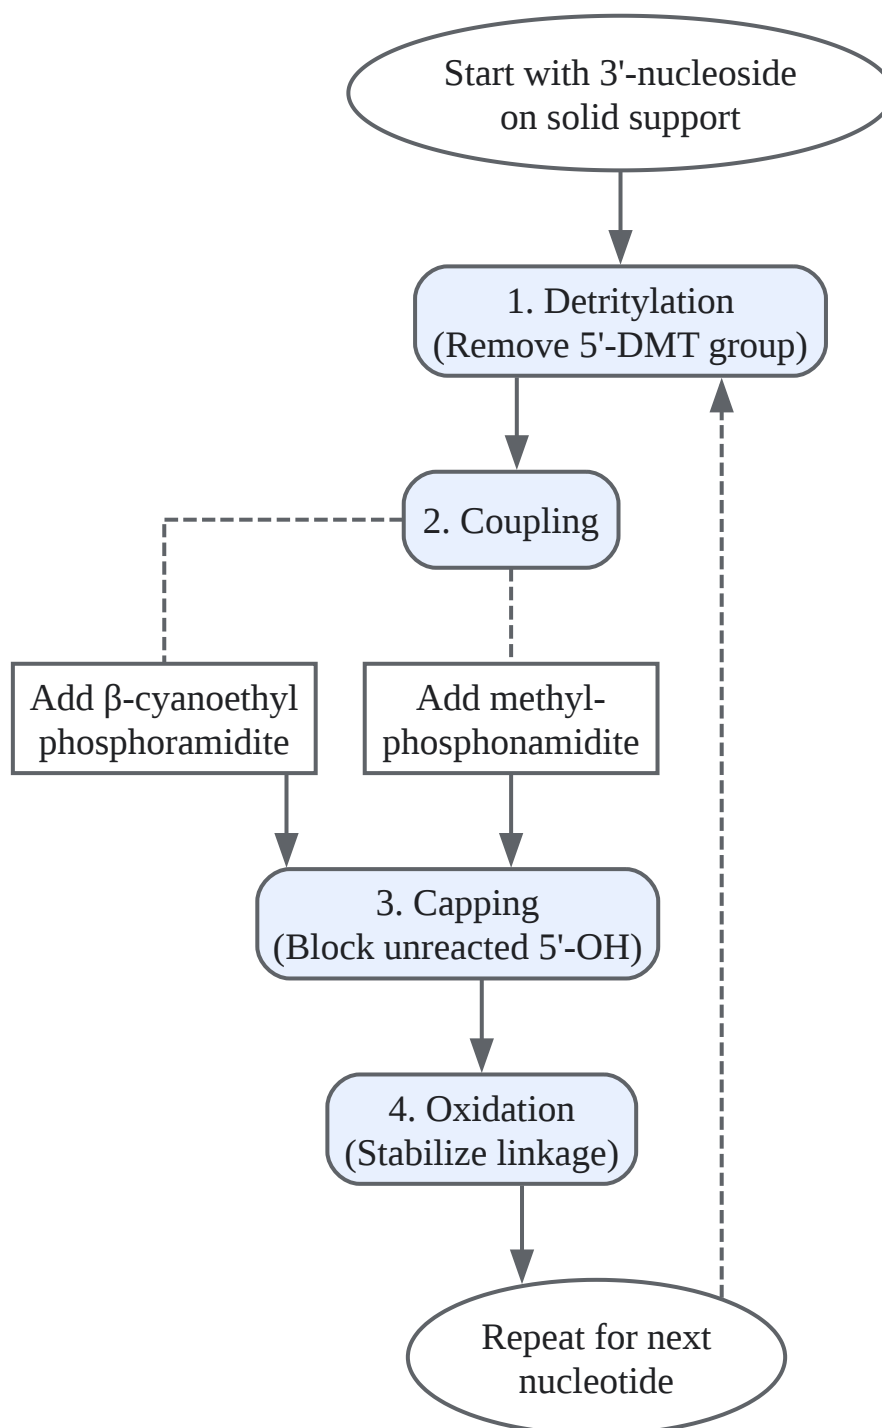 Start with 3'-nucleoside
on solid support
1. Detritylation
(Remove 5'-DMT group)
2. Coupling
Add β-cyanoethyl
phosphoramidite
Add methyl-
phosphonamidite
3. Capping
(Block unreacted 5'-OH)
4. Oxidation
(Stabilize linkage)
Repeat for next
nucleotide